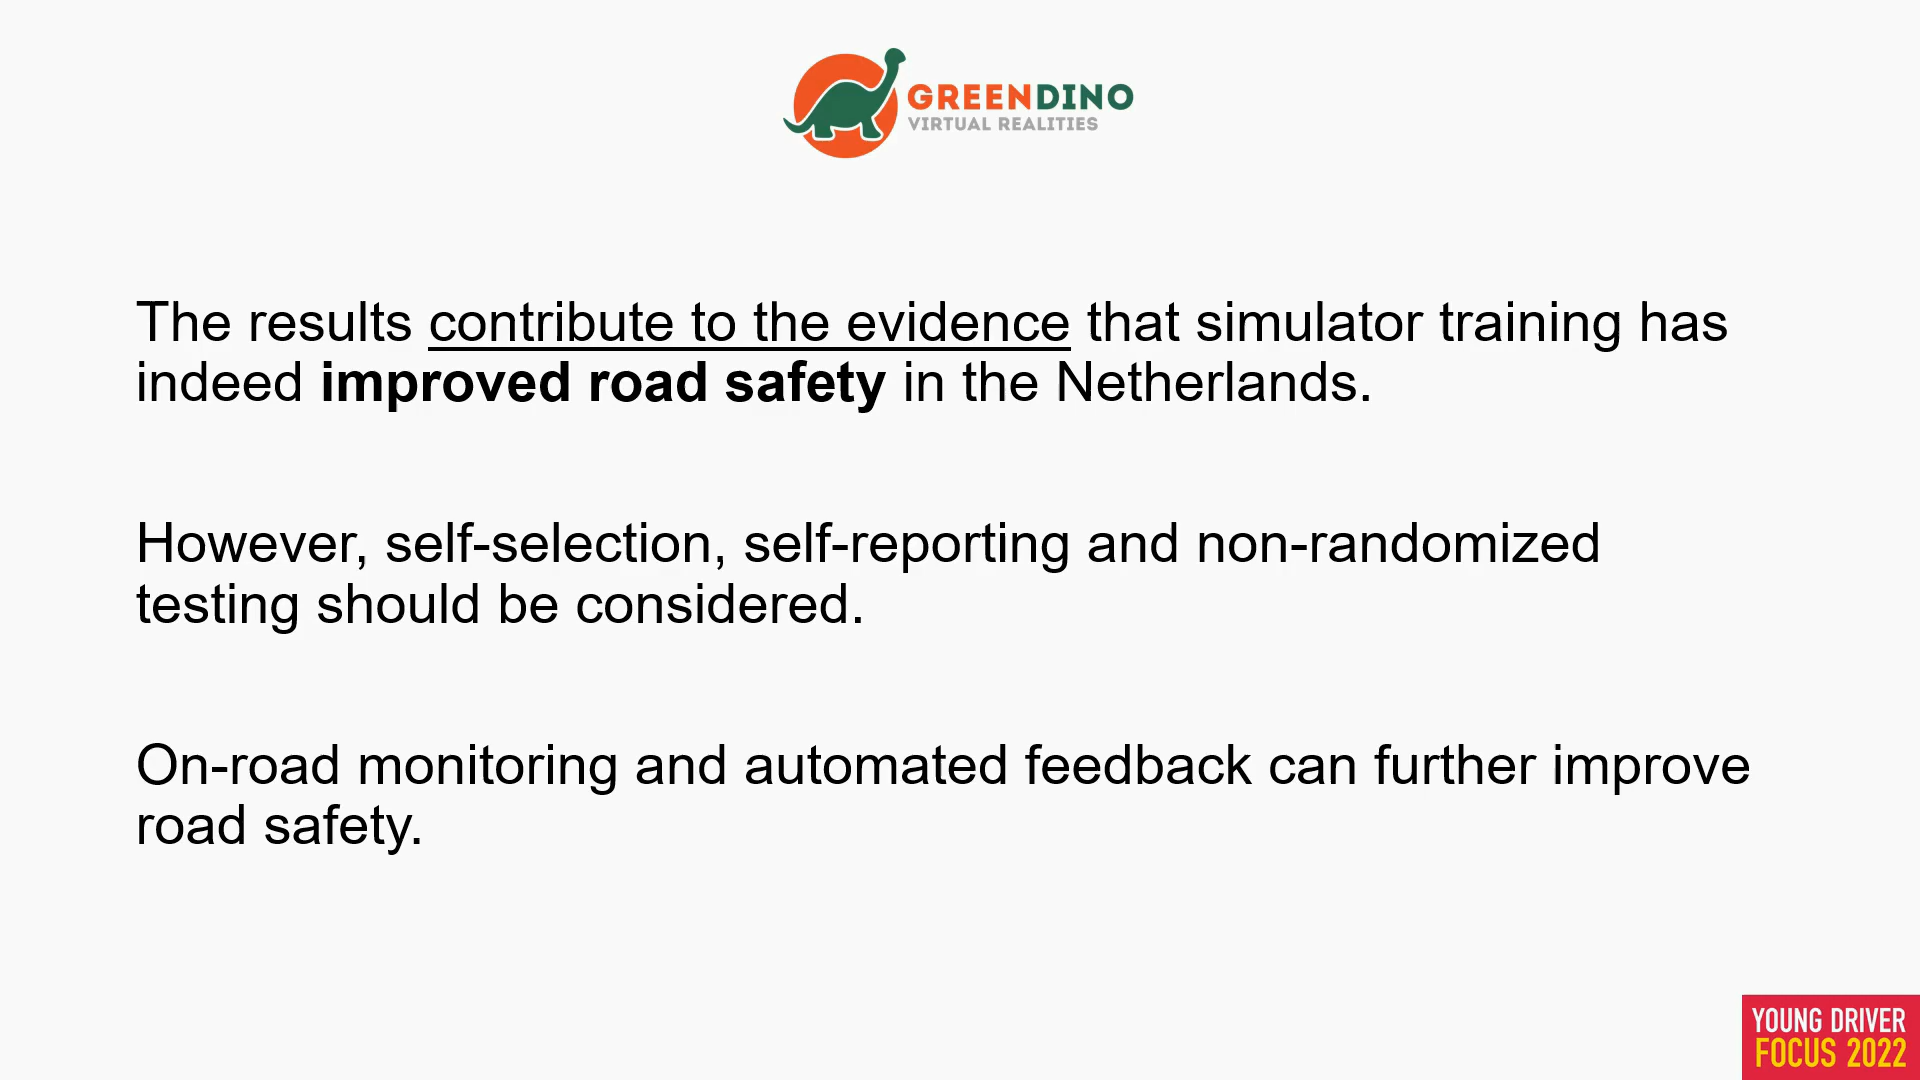 GREENDINO
VIRTUAL REALITIES
The results contribute to the evidence that simulator training has
indeed improved road safety in the Netherlands.
However, self-selection, self-reporting and non-randomized
testing should be considered.
On-road monitoring and automated feedback can further improve
road safety.
YOUNG DRIVER
FOCUS 2022